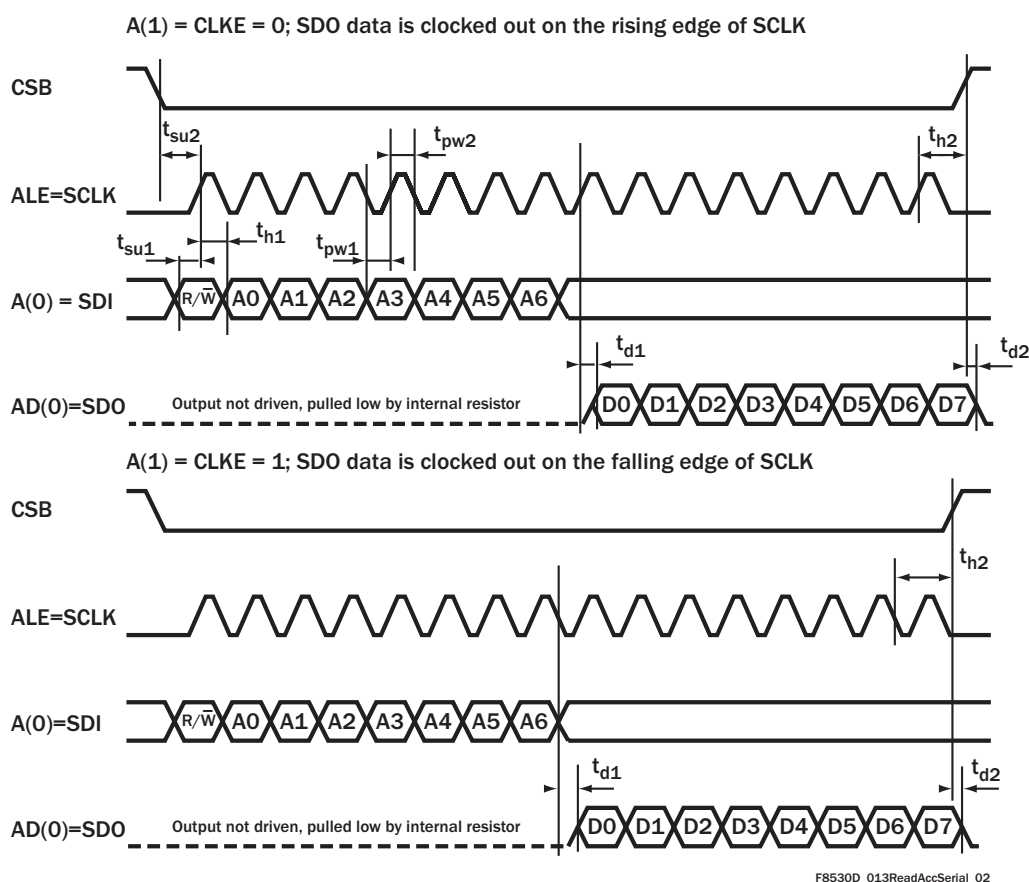 A(1) = CLKE = 0; SDO data is clocked out on the rising edge of SCLK
CSB
tsu2
tpw2
th2
ALE=SCLK
tsu1
th1
tpw1
A(0) = SDI
R/W̅ A0 A1 A2 A3 A4 A5 A6
td1
td2
AD(0)=SDO
Output not driven, pulled low by internal resistor
D0 D1 D2 D3 D4 D5 D6 D7
A(1) = CLKE = 1; SDO data is clocked out on the falling edge of SCLK
CSB
th2
ALE=SCLK
A(0)=SDI
R/W̅ A0 A1 A2 A3 A4 A5 A6
td1
td2
AD(0)=SDO
Output not driven, pulled low by internal resistor
D0 D1 D2 D3 D4 D5 D6 D7
F8530D_013ReadAccSerial_02